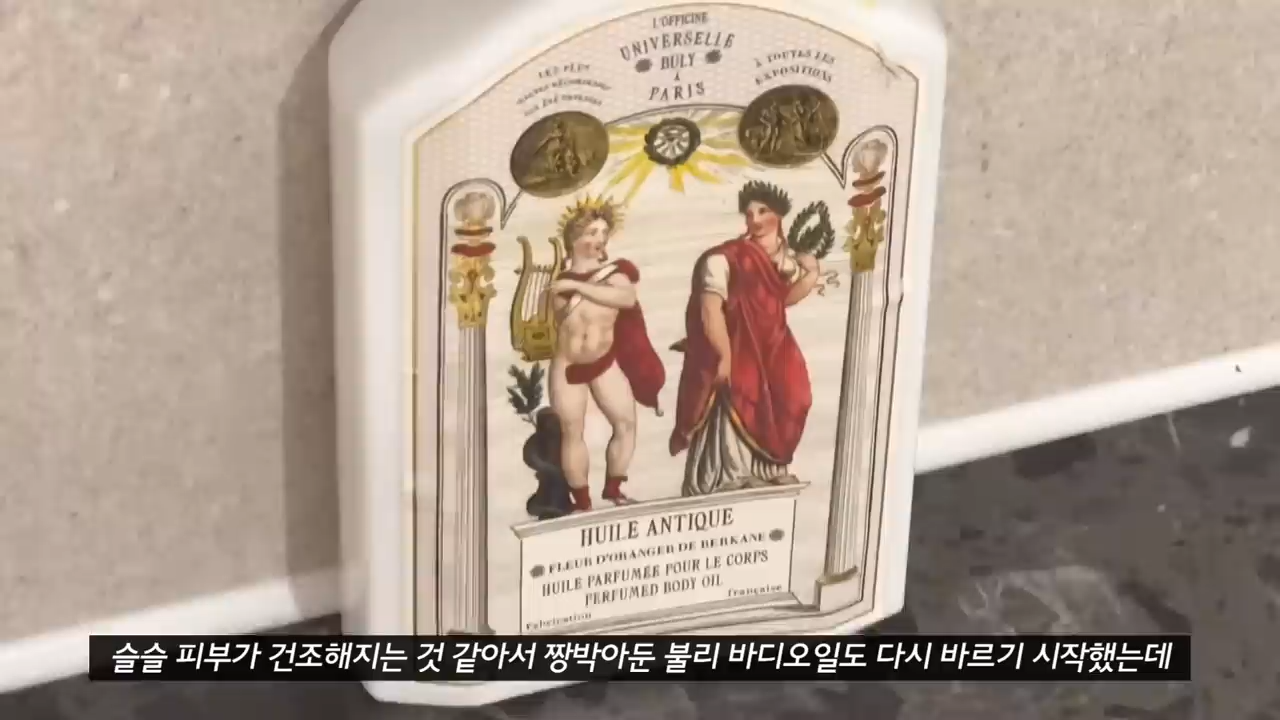 L'OFFICINE
UNIVERSELLE
BULY
À
PARIS
LES PLUS
À TOUTES LES
EXPOSITIONS
HUILE ANTIQUE
FLEUR D'ORANGER DE BERKANE
HUILE PARFUMÉE POUR LE CORPS
PERFUMED BODY OIL
Fabrication française
슬슬 피부가 건조해지는 것 같아서 짱박아둔 불리 바디오일도 다시 바르기 시작했는데